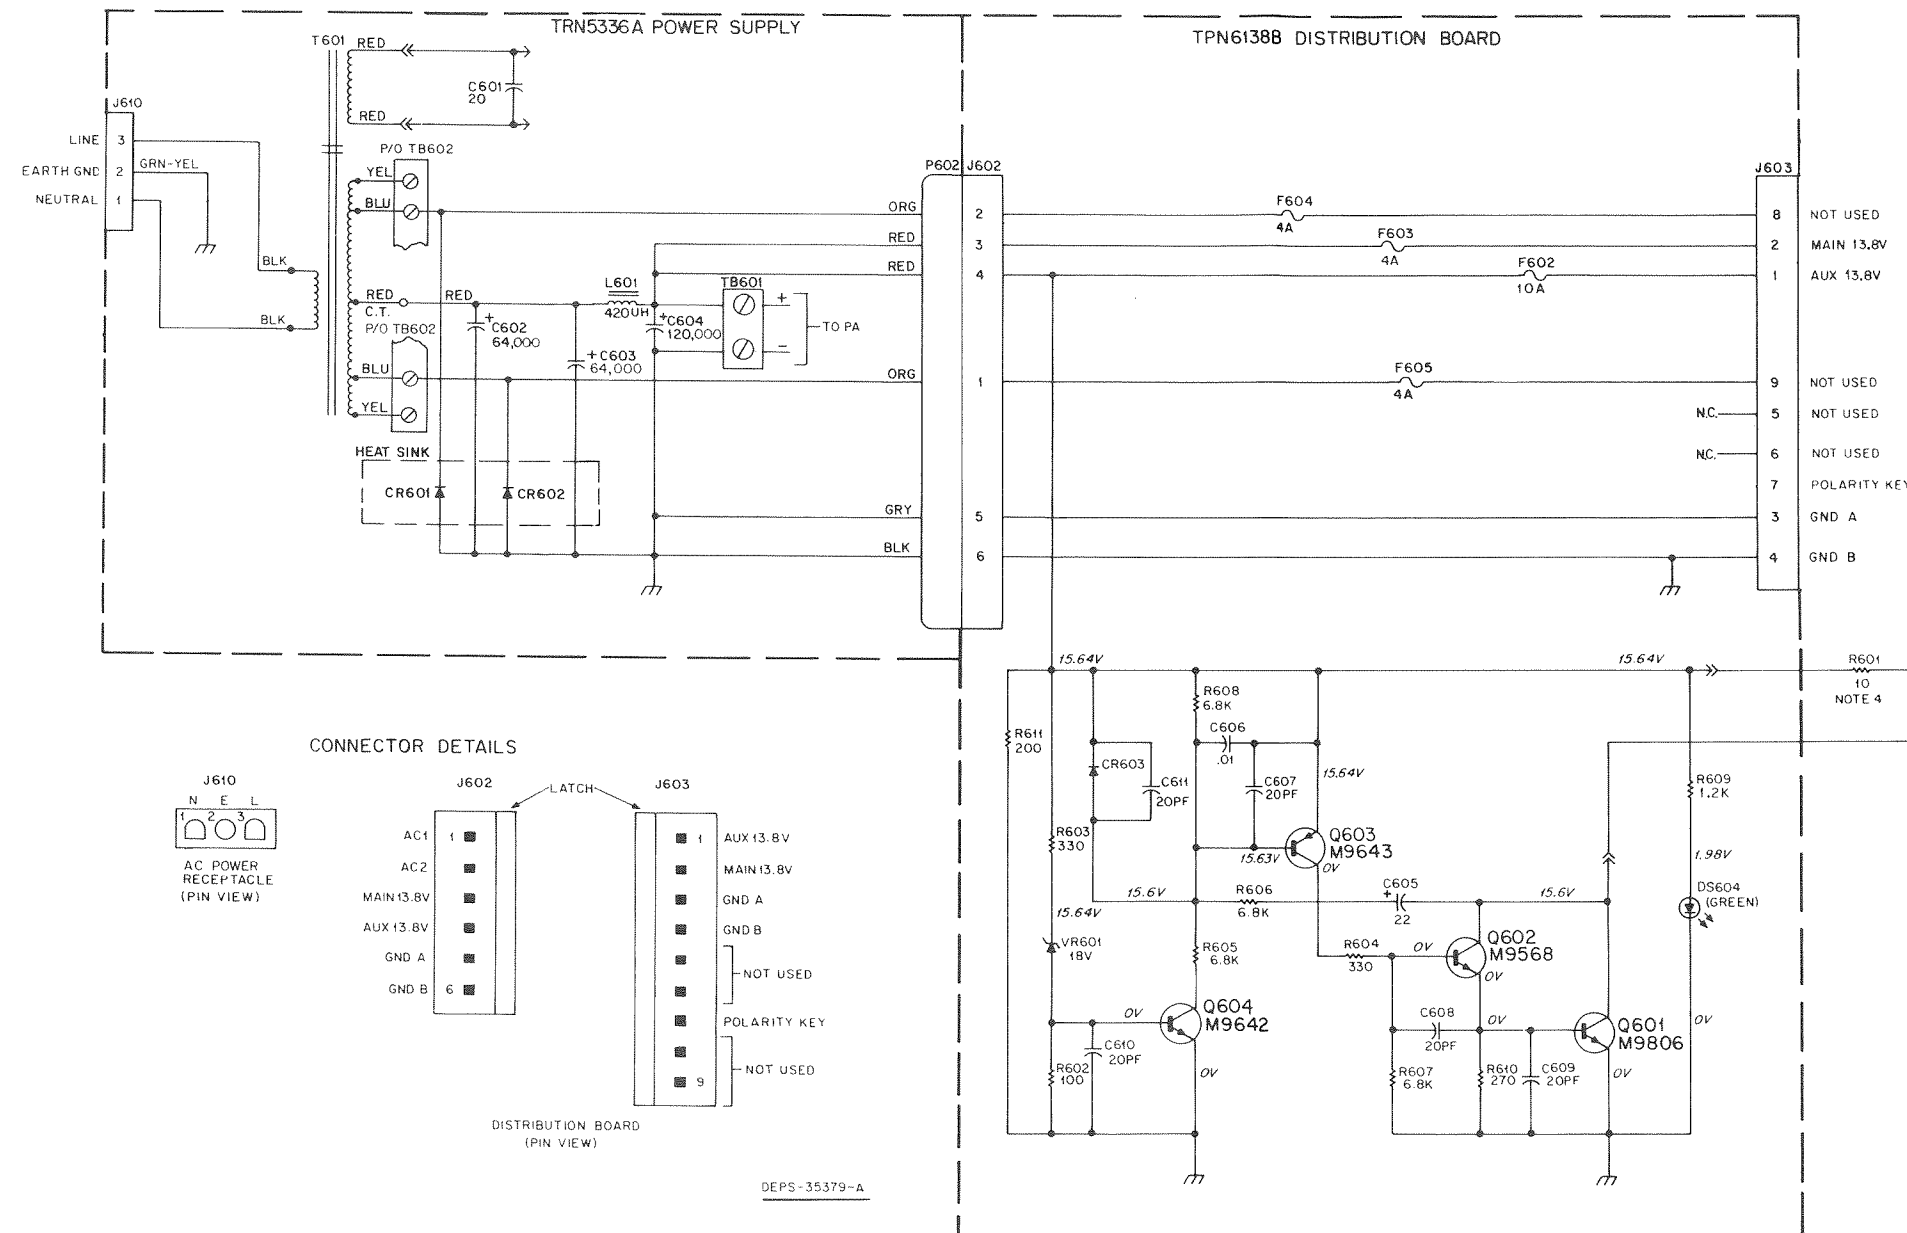 TRN5336A POWER SUPPLY
TPN6138B DISTRIBUTION BOARD
T601
RED
C601
20
RED
J610
LINE 3
EARTH GND 2 GRN-YEL
NEUTRAL 1
BLK
BLK
P/O TB602
YEL
BLU
RED
C.T.
RED
P/O TB602
BLU
YEL
C602
64,000
C603
64,000
L601
420UH
C604
120,000
TB601
+
−
TO PA
HEAT SINK
CR601
CR602
ORG
RED
RED
ORG
GRY
BLK
P602 J602
2
3
4
1
5
6
F604
4A
F603
4A
F602
10A
F605
4A
J603
8 NOT USED
2 MAIN 13.8V
1 AUX 13.8V
9 NOT USED
N.C. 5 NOT USED
N.C. 6 NOT USED
7 POLARITY KEY
3 GND A
4 GND B
15.64V
15.64V
R601
10
NOTE 4
R611
200
R608
6.8K
C606
.01
CR603
C611
20PF
C607
20PF
15.64V
R603
330
Q603
M9643
15.63V
0V
R609
1.2K
1.98V
DS604
(GREEN)
0V
15.64V
15.6V
R606
6.8K
C605
+
22
15.6V
VR601
18V
R605
6.8K
R604
330
0V
Q602
M9568
0V
Q604
M9642
0V
0V
C610
20PF
R602
100
C608
20PF
0V
Q601
M9806
0V
R607
6.8K
R610
270
C609
20PF
CONNECTOR DETAILS
J610
N E L
1 2 3
AC POWER
RECEPTACLE
(PIN VIEW)
J602
LATCH
J603
AC1 1
AC2
MAIN 13.8V
AUX 13.8V
GND A
GND B 6
1 AUX 13.8V
MAIN 13.8V
GND A
GND B
NOT USED
POLARITY KEY
NOT USED
9
DISTRIBUTION BOARD
(PIN VIEW)
DEPS-35379-A